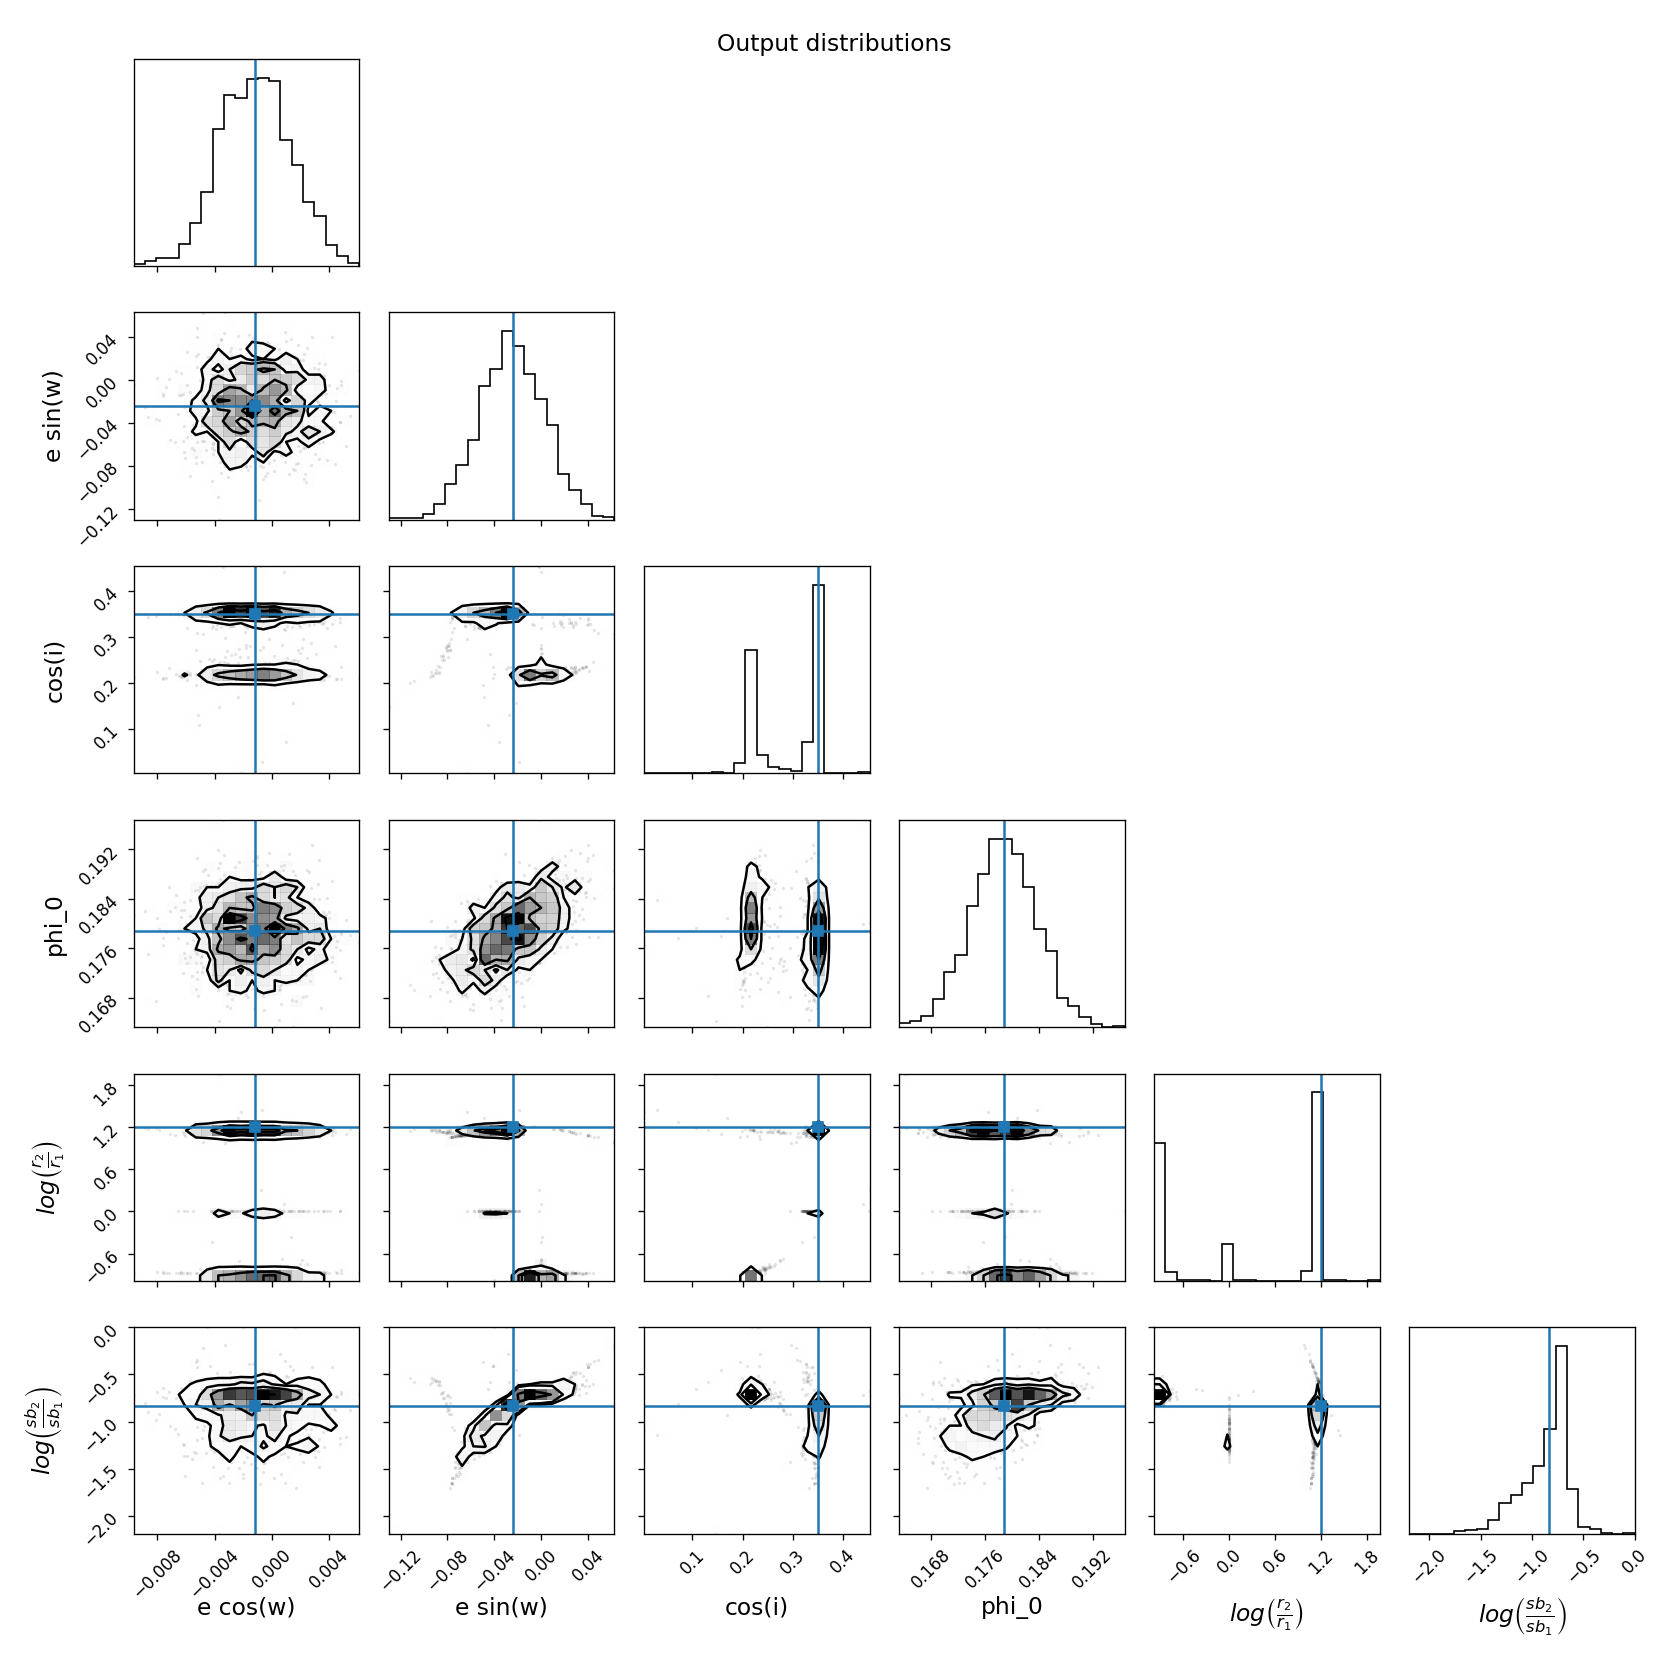 Output distributions
e sin(w)
0.04
0.00
−0.04
−0.08
−0.12
cos(i)
0.4
0.3
0.2
0.1
phi_0
0.192
0.184
0.176
0.168
log(r2/r1)
1.8
1.2
0.6
0.0
−0.6
log(sb2/sb1)
0.0
−0.5
−1.0
−1.5
−2.0
−0.008 −0.004 0.000 0.004 −0.12 −0.08 −0.04 0.00 0.04 0.1 0.2 0.3 0.4 0.168 0.176 0.184 0.192 −0.6 0.0 0.6 1.2 1.8 −2.0 −1.5 −1.0 −0.5 0.0
e cos(w) e sin(w) cos(i) phi_0 log(r2/r1) log(sb2/sb1)